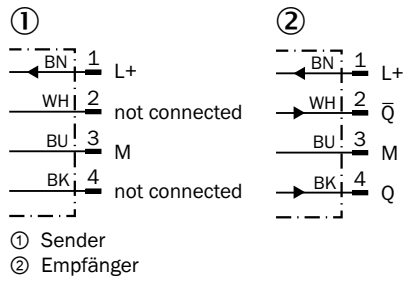 ① ②
BN 1 L+
WH 2 not connected
BU 3 M
BK 4 not connected
BN 1 L+
WH 2 Q̅
BU 3 M
BK 4 Q
① Sender
② Empfänger